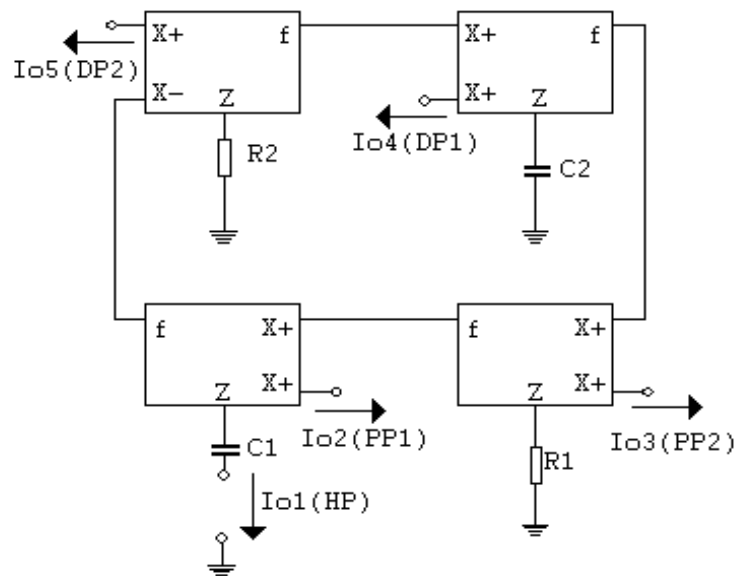 X+ f X+ f
Io5(DP2)
X- Z X+ Z
Io4(DP1)
R2 C2
f X+ f X+
X+ X+
Z Z
C1 Io2(PP1) R1 Io3(PP2)
Io1(HP)